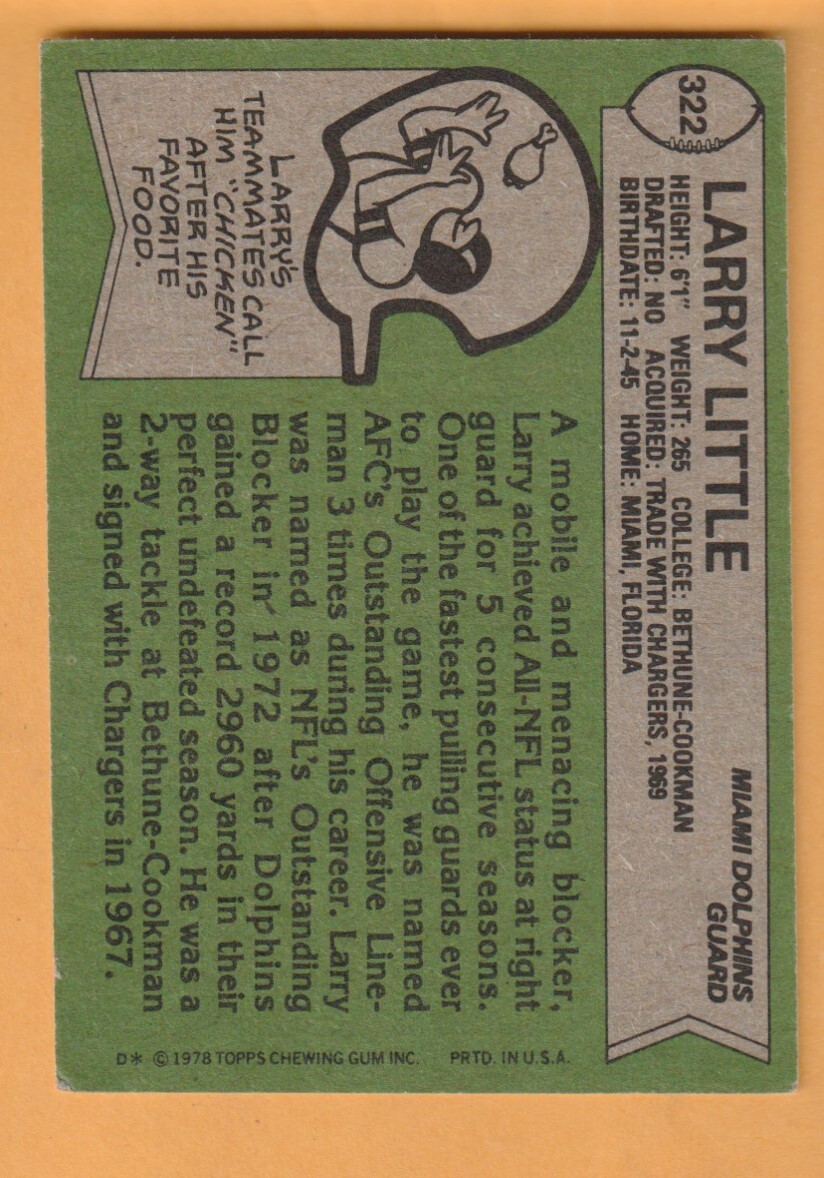 322
LARRY LITTLE
MIAMI DOLPHINS
GUARD
HEIGHT: 6'1" WEIGHT: 265 COLLEGE: BETHUNE-COOKMAN
DRAFTED: NO ACQUIRED: TRADE WITH CHARGERS, 1969
BIRTHDATE: 11-2-45 HOME: MIAMI, FLORIDA
LARRY'S
TEAMMATES CALL
HIM "CHICKEN"
AFTER HIS
FAVORITE
FOOD.
A mobile and menacing blocker,
Larry achieved All-NFL status at right
guard for 5 consecutive seasons.
One of the fastest pulling guards ever
to play the game, he was named
AFC's Outstanding Offensive Line-
man 3 times during his career. Larry
was named as NFL's Outstanding
Blocker in 1972 after Dolphins
gained a record 2960 yards in their
perfect undefeated season. He was a
2-way tackle at Bethune-Cookman
and signed with Chargers in 1967.
D* © 1978 TOPPS CHEWING GUM INC. PRTD. IN U.S.A.